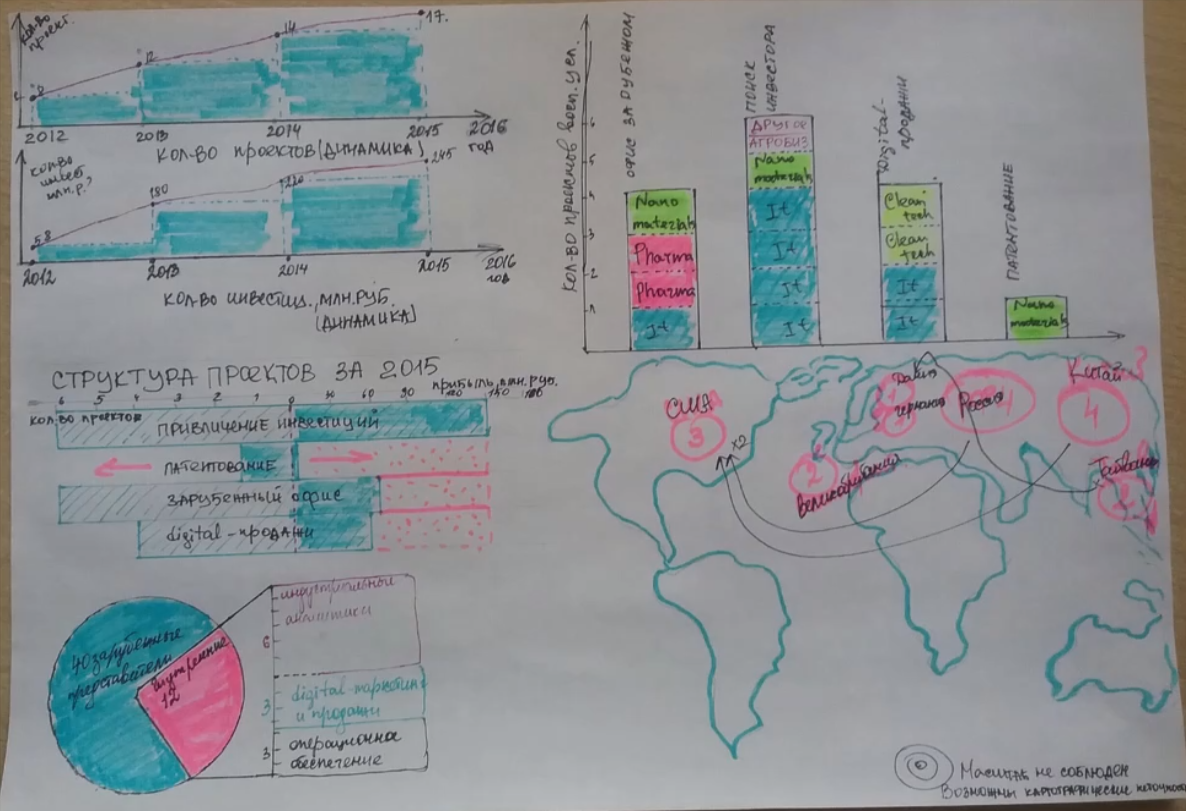 кол-во
проект.
8
12
14
17.
2012
2013
2014
2015
2016
КОЛ-ВО ПРОЕКТОВ(ДИНАМИКА)
год
кол-во
инвест,
млн.р.
58
180
220
245
2012
2013
2014
2015
2016
год
КОЛ-ВО ИНВЕСТИЦ., МЛН.РУБ.
(ДИНАМИКА)
КОЛ-ВО ПРОЕКТОВ
ОФИС ЗА РУБЕЖОМ
Nano
materials
Pharma
Pharma
It
ПОИСК
ИНВЕСТОРА
ДРУГОЕ
АГРОБИЗ
Nano
materials
It
It
It
It
Digital-
продажи
Clean
tech
Clean
tech
It
It
ПАТЕНТОВАНИЕ
Nano
materials
6
5
4
3
2
1
СТРУКТУРА ПРОЕКТОВ ЗА 2015
прибыль, млн. руб.
6 5 4 3 2 1 0 30 60 90
кол-во проектов
ПРИВЛЕЧЕНИЕ ИНВЕСТИЦИЙ
ПАТЕНТОВАНИЕ
ЗАРУБЕЖНЫЙ офис
digital-продажи
40 зарубежные
представители
внутренние
12
индустриальные
аналитики
6
digital-маркетинг
и продажи
3
операционное
обеспечение
3
США
3
x2
2
Великобритания
Дания
1
Германия
1
Россия
4
Китай
4
Тайвань
2
Масштаб не соблюден
Возможны картографические неточности